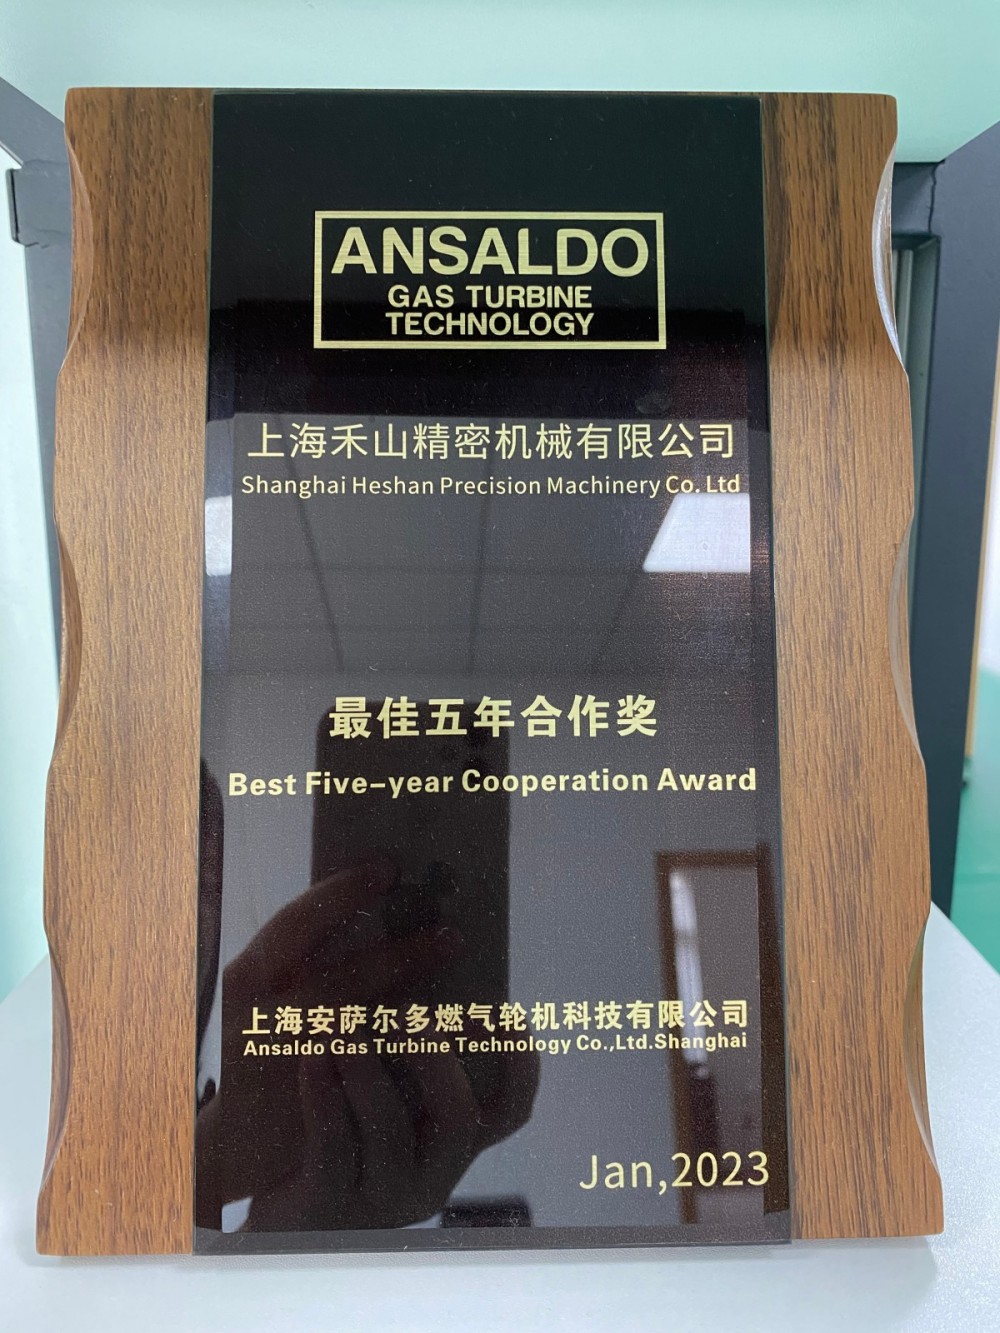 ANSALDO
GAS TURBINE
TECHNOLOGY
上海禾山精密机械有限公司
Shanghai Heshan Precision Machinery Co. Ltd
最佳五年合作奖
Best Five-year Cooperation Award
上海安萨尔多燃气轮机科技有限公司
Ansaldo Gas Turbine Technology Co.,Ltd.Shanghai
Jan,2023